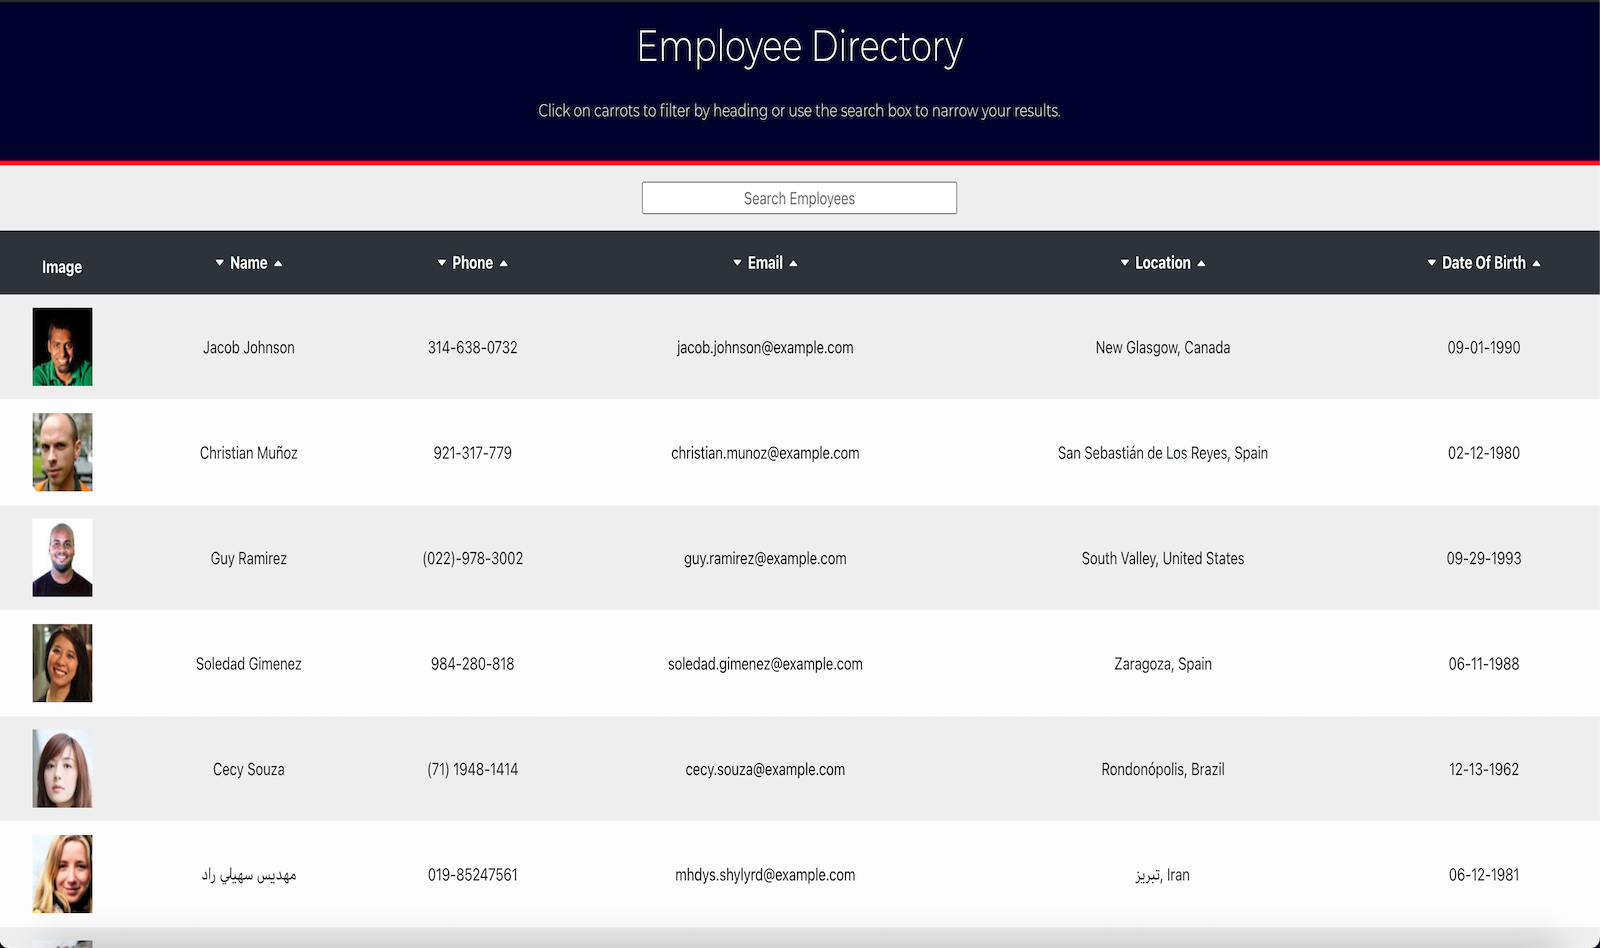 Employee Directory
Click on carrots to filter by heading or use the search box to narrow your results.
Search Employees
Image Name Phone Email Location Date Of Birth
Jacob Johnson 314-638-0732 jacob.johnson@example.com New Glasgow, Canada 09-01-1990
Christian Muñoz 921-317-779 christian.munoz@example.com San Sebastián de Los Reyes, Spain 02-12-1980
Guy Ramirez (022)-978-3002 guy.ramirez@example.com South Valley, United States 09-29-1993
Soledad Gimenez 984-280-818 soledad.gimenez@example.com Zaragoza, Spain 06-11-1988
Cecy Souza (71) 1948-1414 cecy.souza@example.com Rondonópolis, Brazil 12-13-1962
مهدیس سهيلي راد 019-85247561 mhdys.shylyrd@example.com تبریز, Iran 06-12-1981